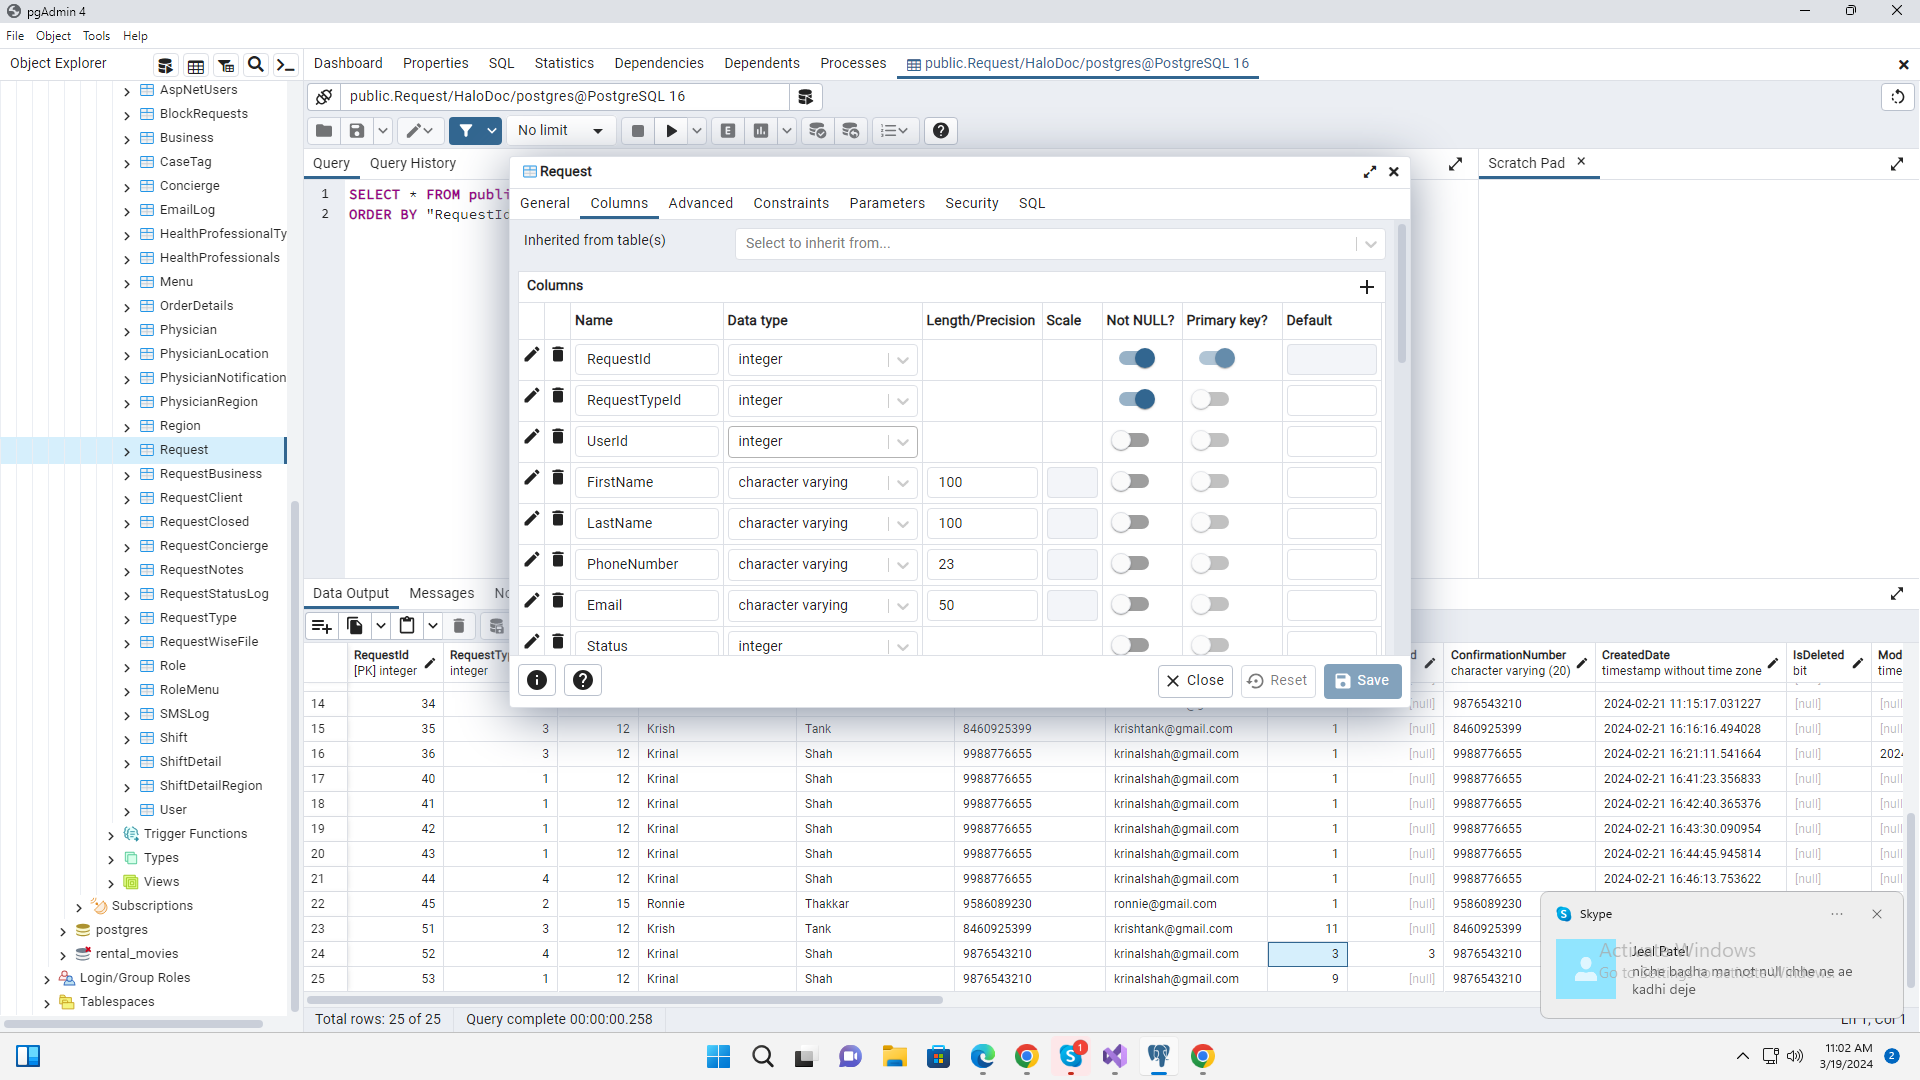 pgAdmin 4
File Object Tools Help
Object Explorer
Dashboard Properties SQL Statistics Dependencies Dependents Processes public.Request/HaloDoc/postgres@PostgreSQL 16
public.Request/HaloDoc/postgres@PostgreSQL 16
No limit
Query Query History
Scratch Pad
1 SELECT * FROM publi
2 ORDER BY "RequestId
AspNetUsers
BlockRequests
Business
CaseTag
Concierge
EmailLog
HealthProfessionalTy
HealthProfessionals
Menu
OrderDetails
Physician
PhysicianLocation
PhysicianNotification
PhysicianRegion
Region
Request
RequestBusiness
RequestClient
RequestClosed
RequestConcierge
RequestNotes
RequestStatusLog
RequestType
RequestWiseFile
Role
RoleMenu
SMSLog
Shift
ShiftDetail
ShiftDetailRegion
User
Trigger Functions
Types
Views
Subscriptions
postgres
rental_movies
Login/Group Roles
Tablespaces
Request
General Columns Advanced Constraints Parameters Security SQL
Inherited from table(s) Select to inherit from...
Columns
Name Data type Length/Precision Scale Not NULL? Primary key? Default
RequestId integer
RequestTypeId integer
UserId integer
FirstName character varying 100
LastName character varying 100
PhoneNumber character varying 23
Email character varying 50
Status integer
Close Reset Save
Data Output Messages No
RequestId RequestTy d ConfirmationNumber CreatedDate IsDeleted Mod
[PK] integer integer character varying (20) timestamp without time zone bit time
14 34 [null] 9876543210 2024-02-21 11:15:17.031227 [null] [null
15 35 3 12 Krish Tank 8460925399 krishtank@gmail.com 1 [null] 8460925399 2024-02-21 16:16:16.494028 [null] [null
16 36 3 12 Krinal Shah 9988776655 krinalshah@gmail.com 1 [null] 9988776655 2024-02-21 16:21:11.541664 [null] 2024
17 40 1 12 Krinal Shah 9988776655 krinalshah@gmail.com 1 [null] 9988776655 2024-02-21 16:41:23.356833 [null] [null
18 41 1 12 Krinal Shah 9988776655 krinalshah@gmail.com 1 [null] 9988776655 2024-02-21 16:42:40.365376 [null] [null
19 42 1 12 Krinal Shah 9988776655 krinalshah@gmail.com 1 [null] 9988776655 2024-02-21 16:43:30.090954 [null] [null
20 43 1 12 Krinal Shah 9988776655 krinalshah@gmail.com 1 [null] 9988776655 2024-02-21 16:44:45.945814 [null] [null
21 44 4 12 Krinal Shah 9988776655 krinalshah@gmail.com 1 [null] 9988776655 2024-02-21 16:46:13.753622 [null] [null
22 45 2 15 Ronnie Thakkar 9586089230 ronnie@gmail.com 1 [null] 9586089230
23 51 3 12 Krish Tank 8460925399 krishtank@gmail.com 11 [null] 8460925399
24 52 4 12 Krinal Shah 9876543210 krinalshah@gmail.com 3 3 9876543210
25 53 1 12 Krinal Shah 9876543210 krinalshah@gmail.com 9 [null] 9876543210
Total rows: 25 of 25 Query complete 00:00:00.258
Ln 1, Col 1
Skype
Jeel Patel
niche badha ma not null chhe ne ae
kadhi deje
Activate Windows
Go to Settings to activate Windows.
1
11:02 AM
3/19/2024
2